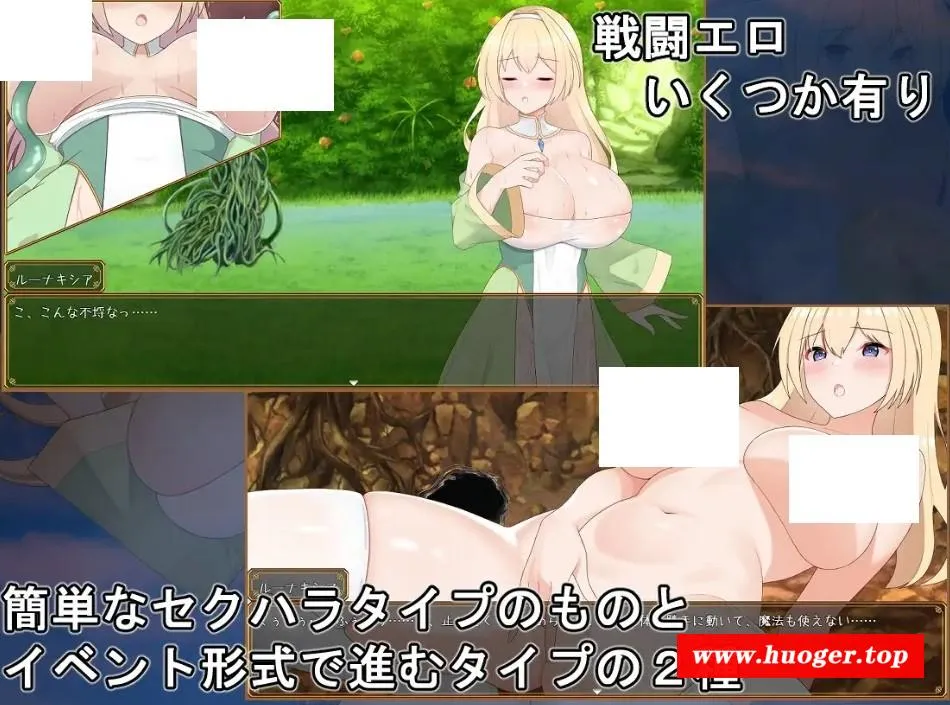 戦闘エロ
いくつか有り
ルーナキシア
こ、こんな不埒なっ……
簡単なセクハラタイプのものと
イベント形式で進むタイプの２種
手に動いて、魔法も使えない……
www.huoger.top